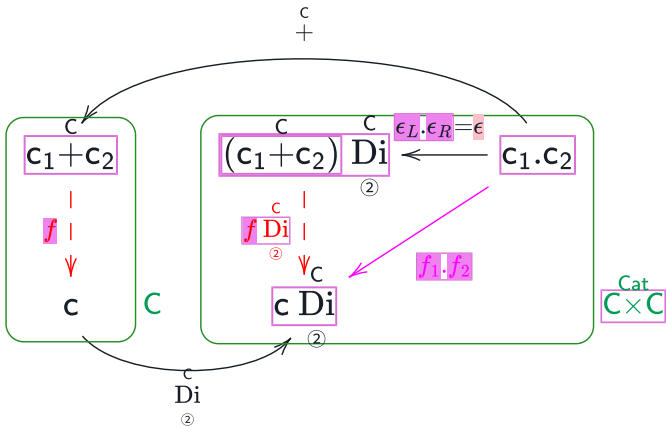 C
+
C
c₁+c₂
C
(c₁+c₂)
C
Di
②
ϵ_L.ϵ_R=ϵ
c₁.c₂
f
C
f Di
②
f₁.f₂
c
C
C
c Di
②
Cat
C×C
C
Di
②